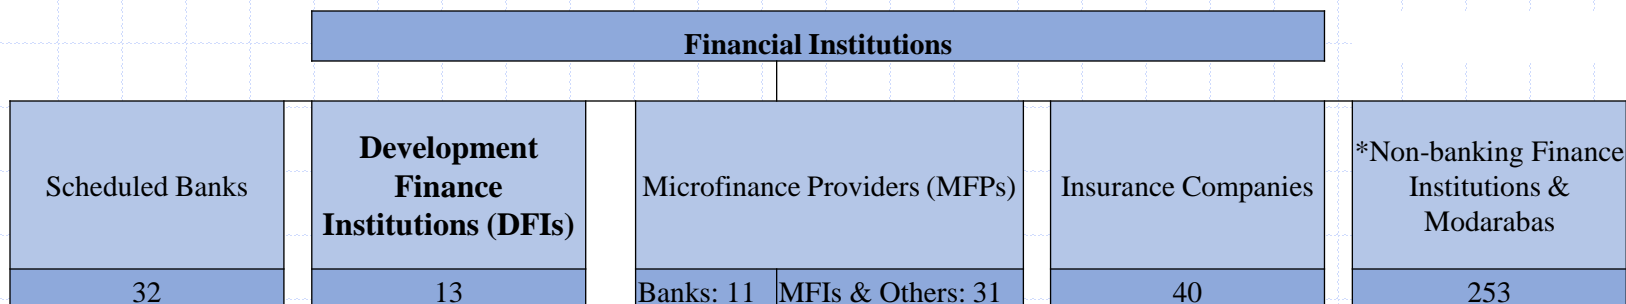 Financial Institutions
Scheduled Banks
Development
Finance
Institutions (DFIs)
Microfinance Providers (MFPs)
Insurance Companies
*Non-banking Finance
Institutions &
Modarabas
32
13
Banks: 11
MFIs & Others: 31
40
253